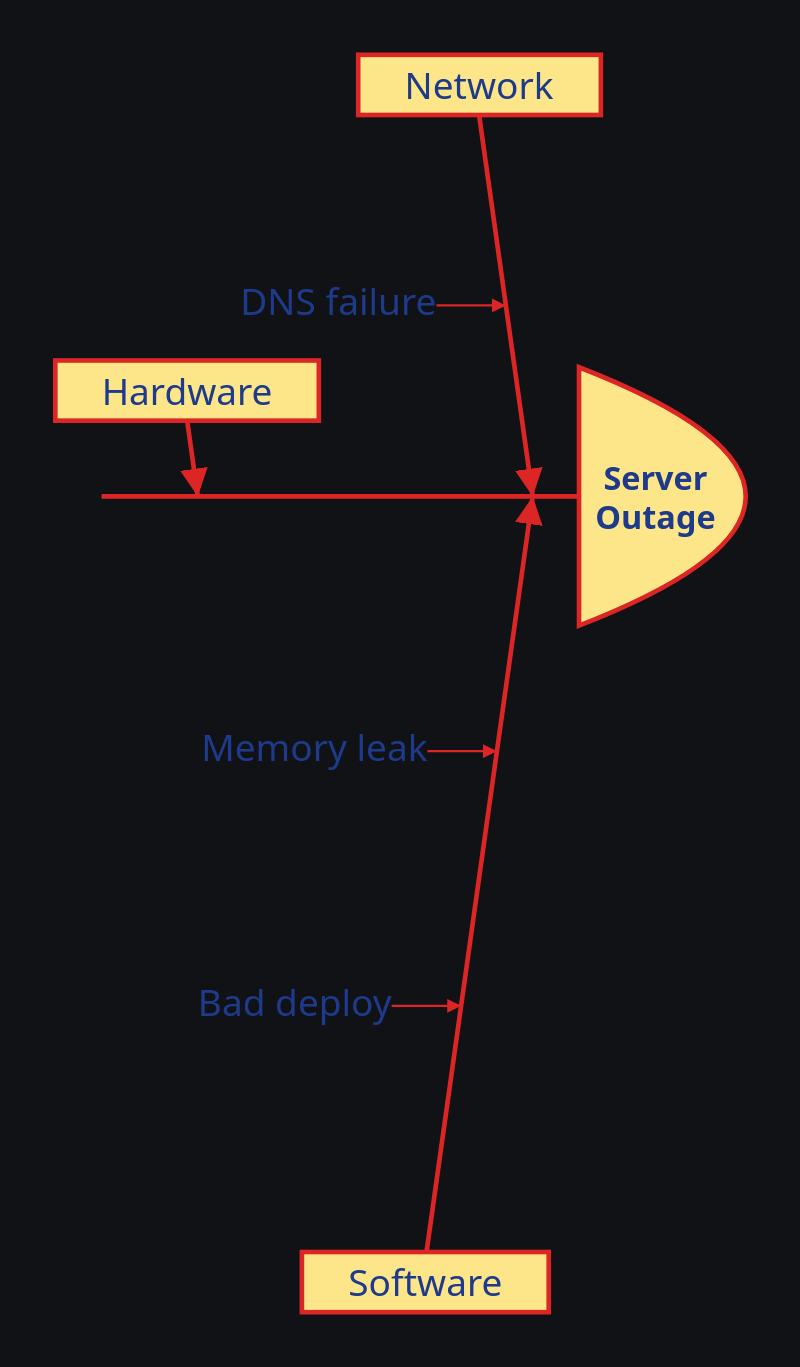 Network
DNS failure
Hardware
Server
Outage
Memory leak
Bad deploy
Software